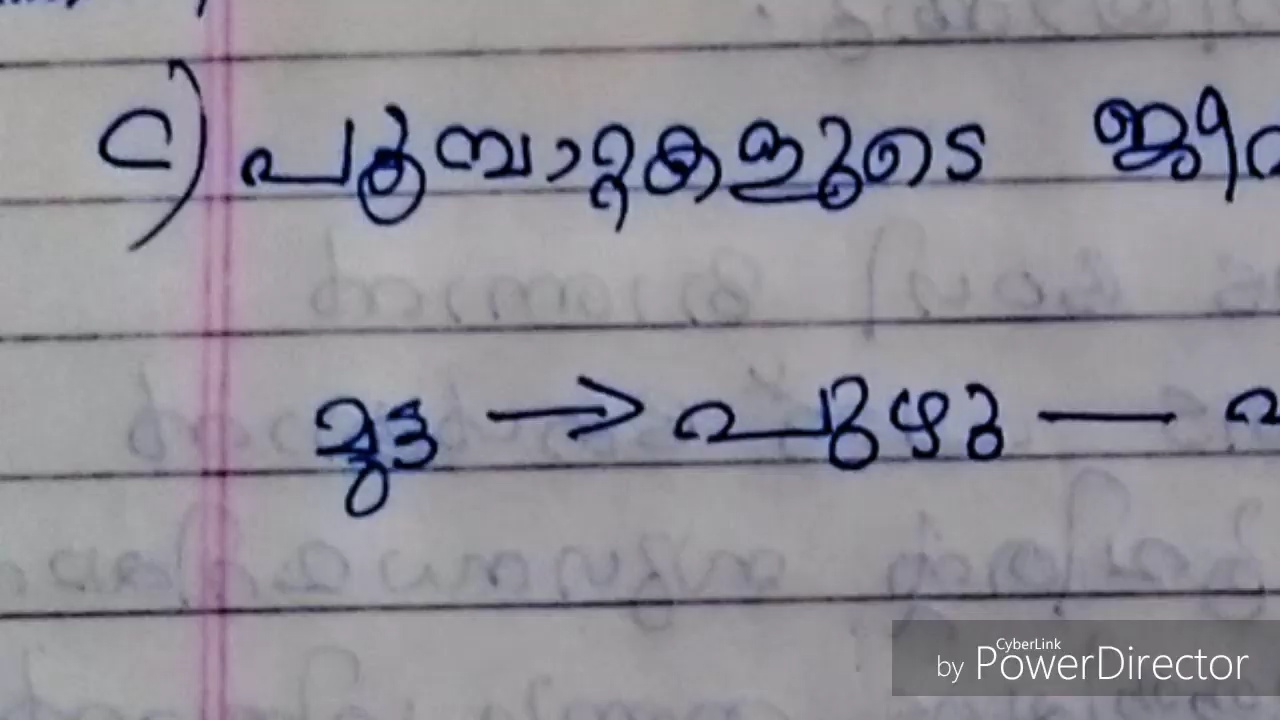 c) പൂമ്പാറ്റകളുടെ
മുട്ട → പുഴു —
CyberLink
by PowerDirector